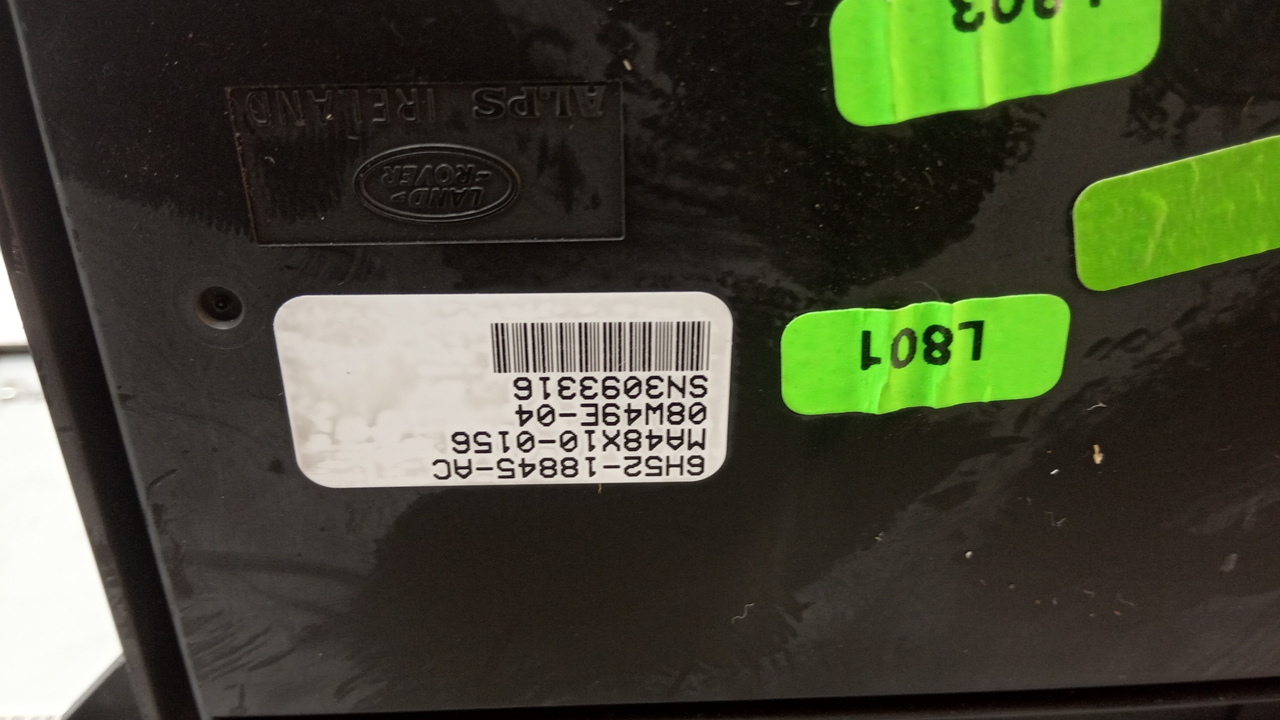 6H52-18845-AC
MA48X10-0156
08W49E-04
SN3093316
L801
LAND-
-ROVER
ALPS IRELAND